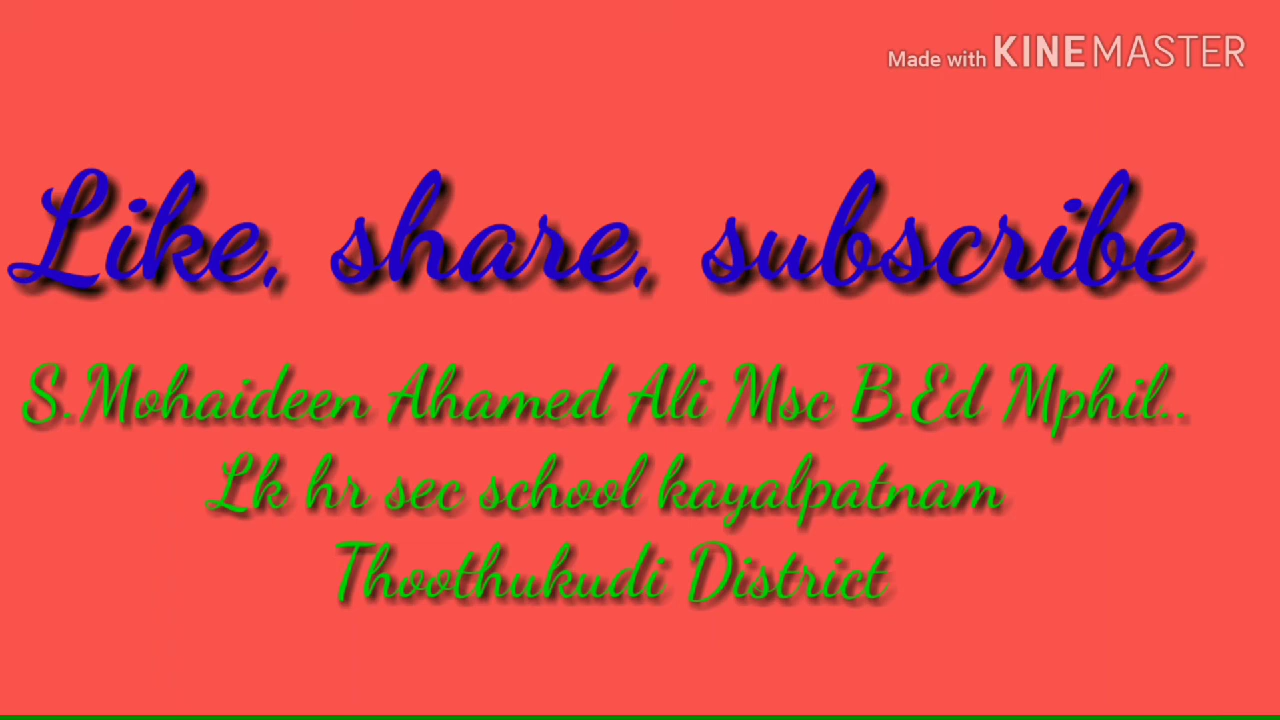 Made with KINEMASTER
Like, share, subscribe
S.Mohaideen Ahamed Ali Msc B.Ed Mphil..
Lk hr sec school kayalpatnam
Thoothukudi District